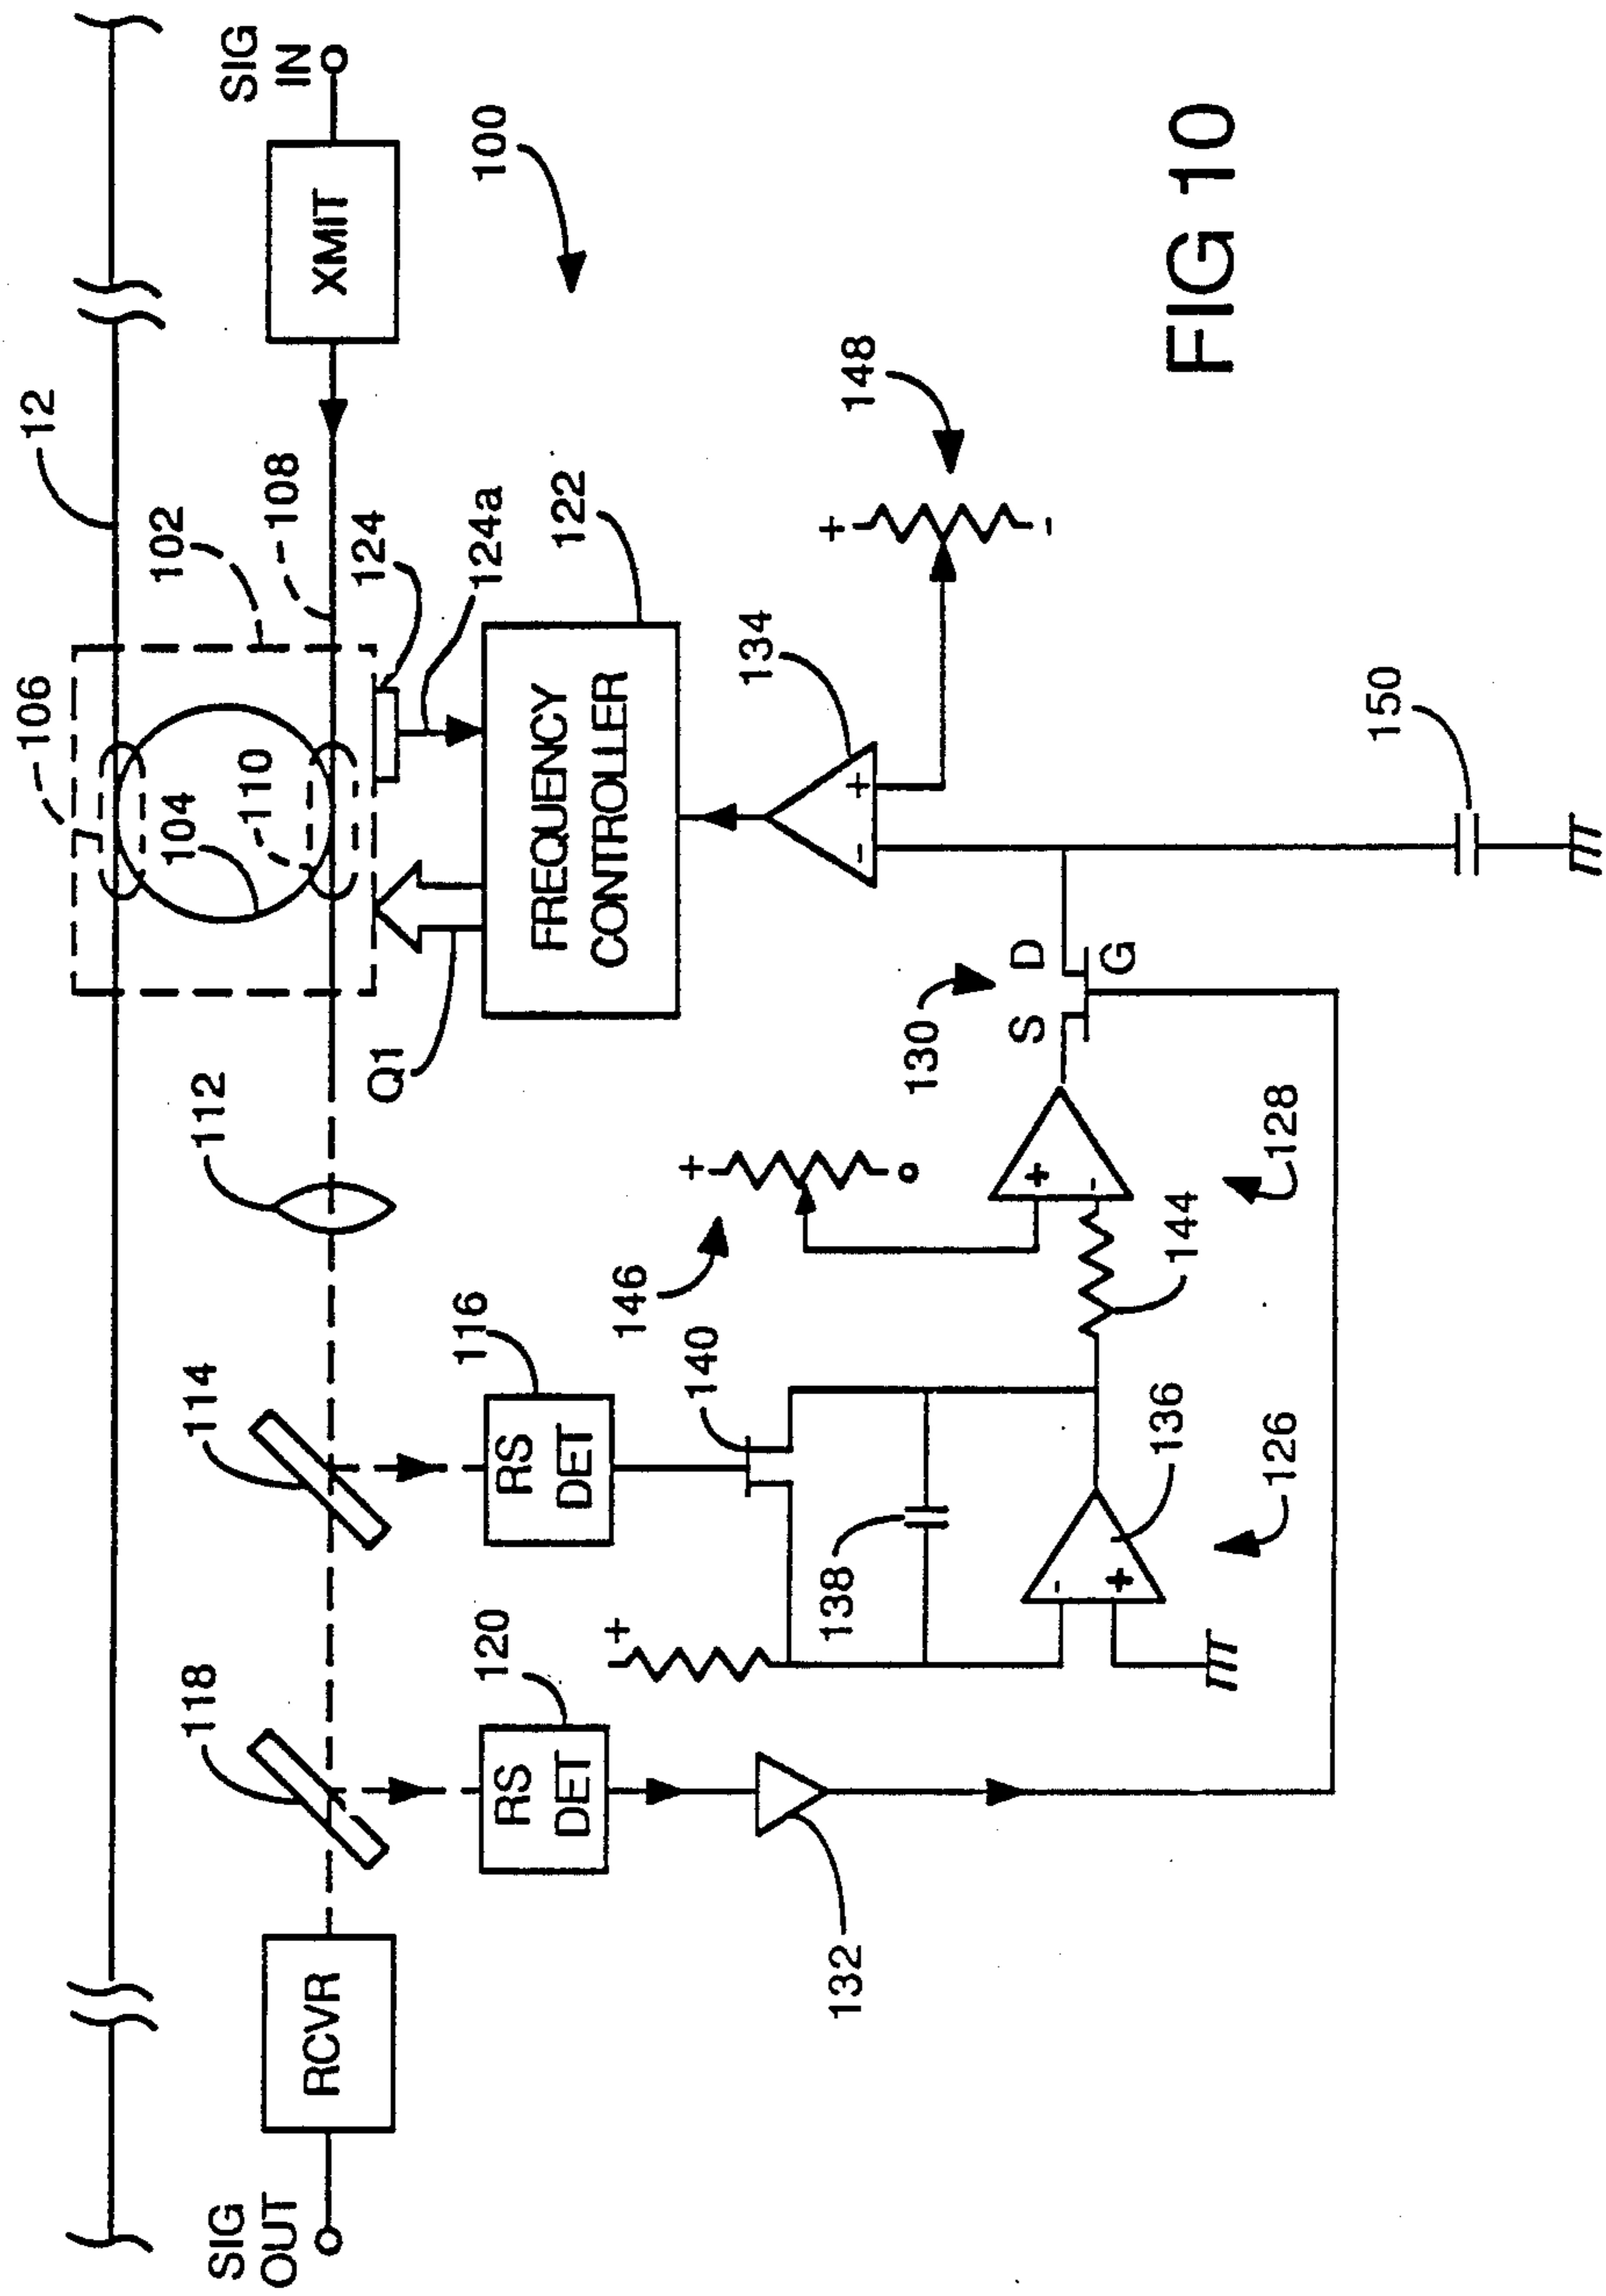 SIG OUT
RCVR
118
114
112
106
104
110
102
108
12
XMIT
SIG IN
RS DET
120
RS DET
116
Q1
FREQUENCY CONTROLLER
124
124a
122
100
132
+
138
140
146
+
o
- +
136
126
144
+ -
128
130
S D
G
- +
134
+
-
148
150
FIG 10